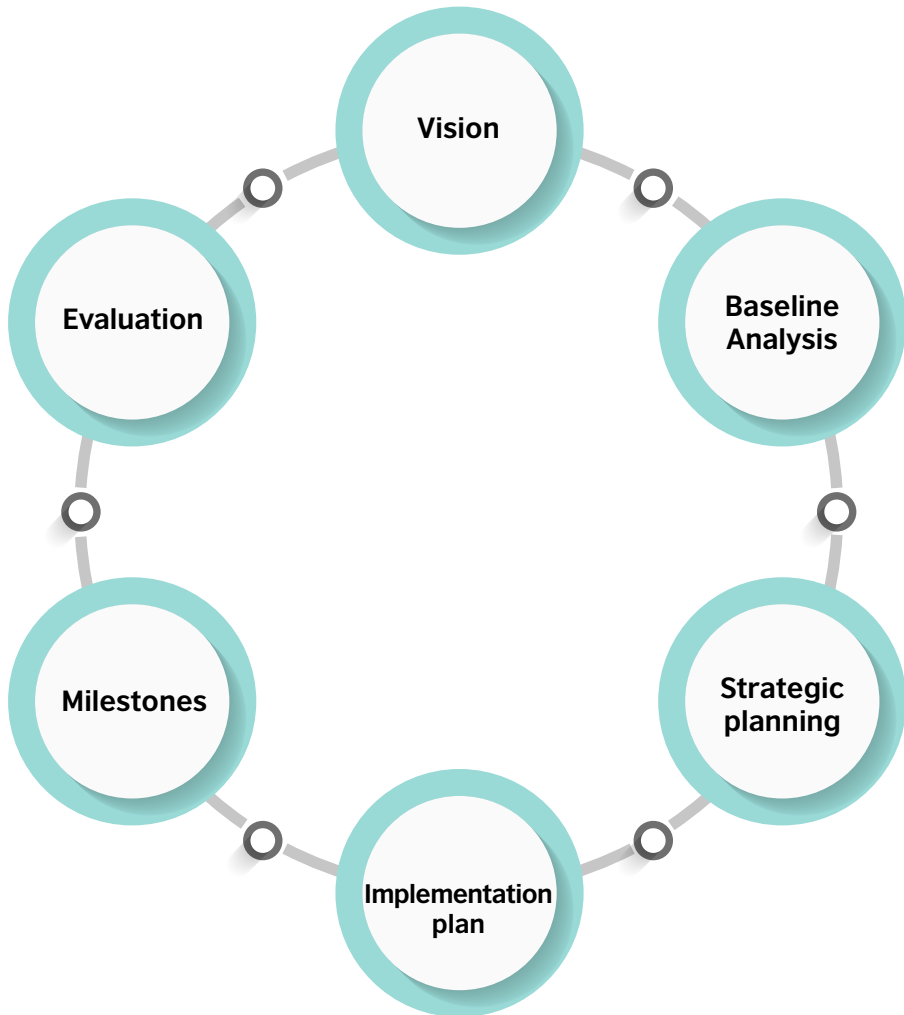 Vision
Baseline
Analysis
Strategic
planning
Implementation
plan
Milestones
Evaluation